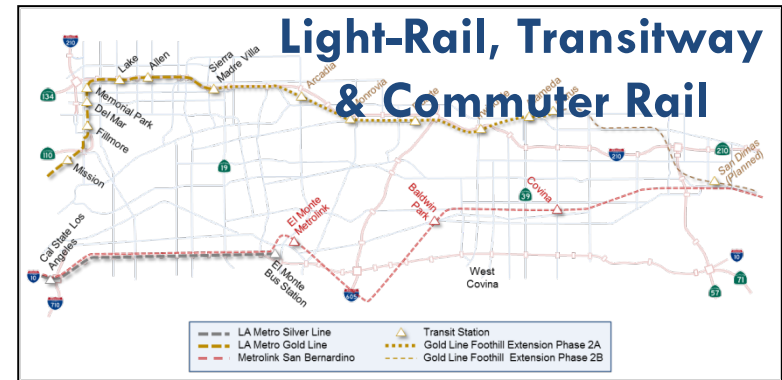 Light-Rail, Transitway
& Commuter Rail
210
Lake
Allen
Sierra
Madre Villa
Arcadia
134
Memorial Park
Del Mar
Fillmore
110
Mission
19
210
210
San Dimas
(Planned)
Baldwin
Park
39
Covina
El Monte
Metrolink
Cal State Los
Angeles
El Monte
Bus Station
West
Covina
10
710
605
10
71
57
LA Metro Silver Line
LA Metro Gold Line
Metrolink San Bernardino
Transit Station
Gold Line Foothill Extension Phase 2A
Gold Line Foothill Extension Phase 2B